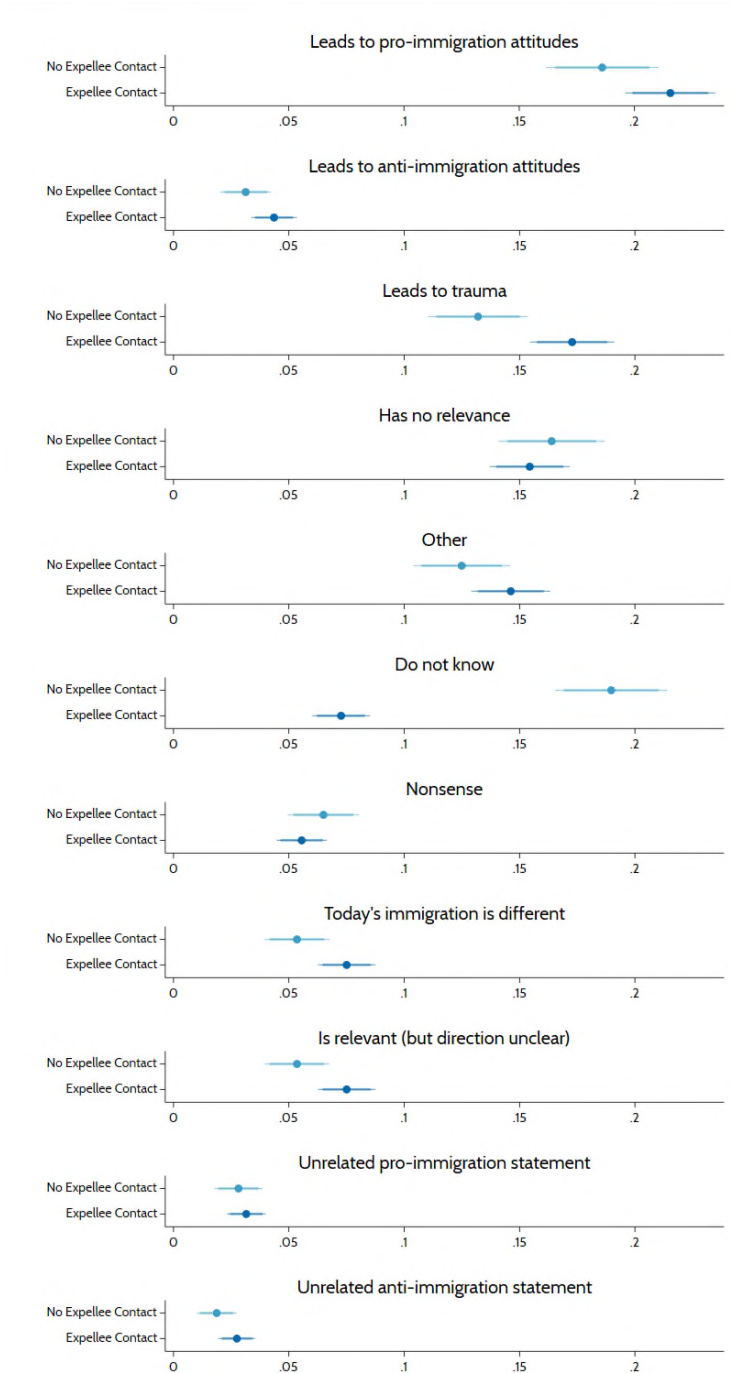 Leads to pro-immigration attitudes
No Expellee Contact
Expellee Contact
0 .05 .1 .15 .2
Leads to anti-immigration attitudes
No Expellee Contact
Expellee Contact
0 .05 .1 .15 .2
Leads to trauma
No Expellee Contact
Expellee Contact
0 .05 .1 .15 .2
Has no relevance
No Expellee Contact
Expellee Contact
0 .05 .1 .15 .2
Other
No Expellee Contact
Expellee Contact
0 .05 .1 .15 .2
Do not know
No Expellee Contact
Expellee Contact
0 .05 .1 .15 .2
Nonsense
No Expellee Contact
Expellee Contact
0 .05 .1 .15 .2
Today's immigration is different
No Expellee Contact
Expellee Contact
0 .05 .1 .15 .2
Is relevant (but direction unclear)
No Expellee Contact
Expellee Contact
0 .05 .1 .15 .2
Unrelated pro-immigration statement
No Expellee Contact
Expellee Contact
0 .05 .1 .15 .2
Unrelated anti-immigration statement
No Expellee Contact
Expellee Contact
0 .05 .1 .15 .2